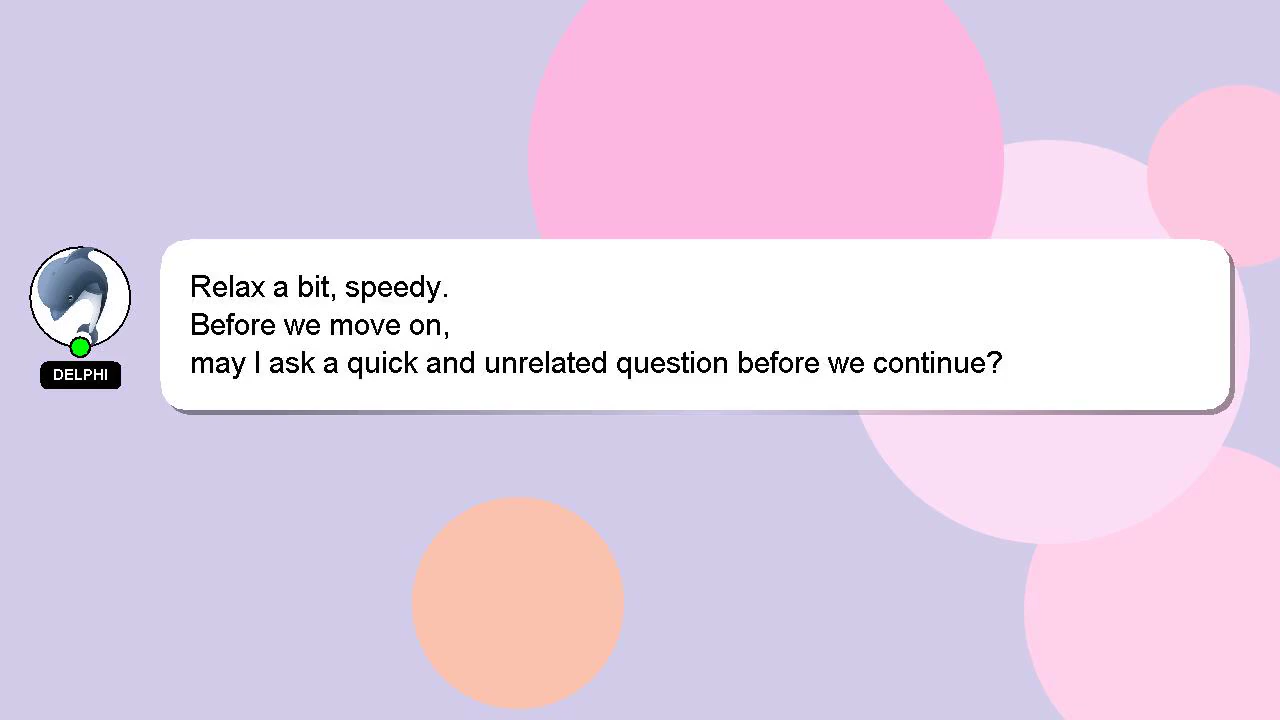 Relax a bit, speedy.
Before we move on,
may I ask a quick and unrelated question before we continue?
DELPHI